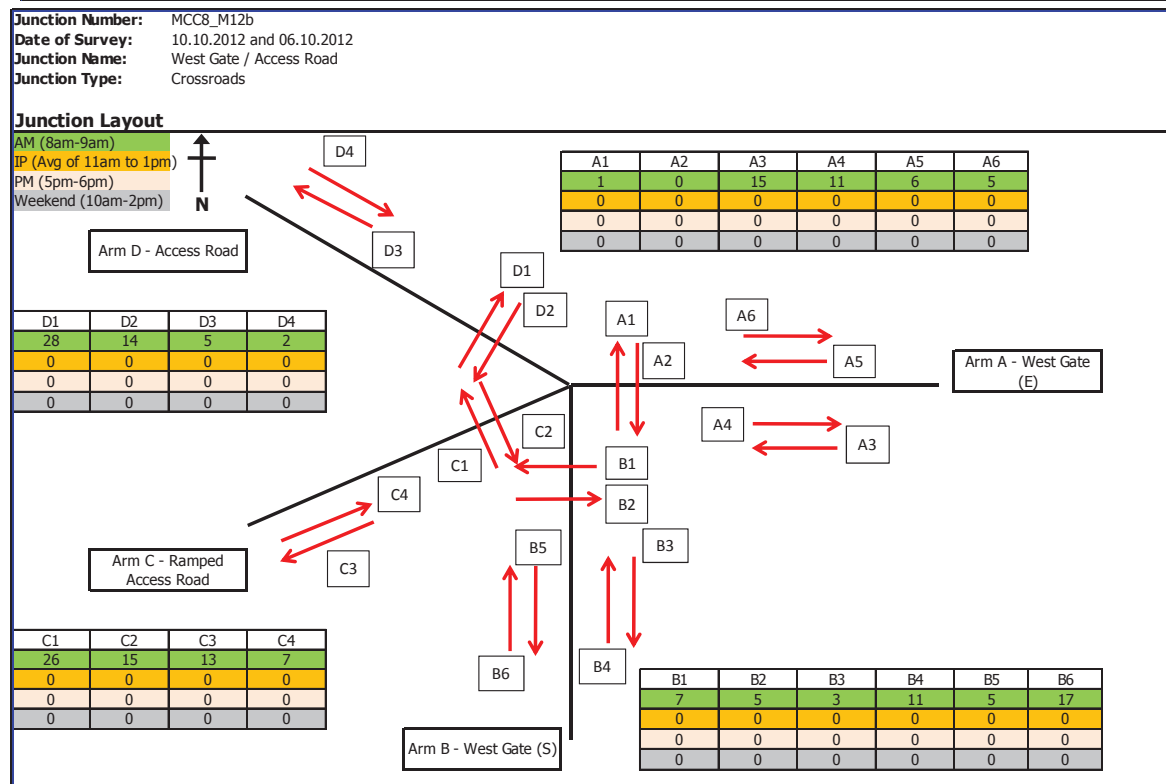 Junction Number: MCC8_M12b
Date of Survey: 10.10.2012 and 06.10.2012
Junction Name: West Gate / Access Road
Junction Type: Crossroads
Junction Layout
AM (8am-9am)
IP (Avg of 11am to 1pm)
PM (5pm-6pm)
Weekend (10am-2pm)
N
D4
D3
Arm D - Access Road
A1 A2 A3 A4 A5 A6
1 0 15 11 6 5
0 0 0 0 0 0
0 0 0 0 0 0
0 0 0 0 0 0
D1
D2
A1
A2
A6
A5
Arm A - West Gate
(E)
A4
A3
D1 D2 D3 D4
28 14 5 2
0 0 0 0
0 0 0 0
0 0 0 0
C2
C1
B1
B2
C4
C3
Arm C - Ramped
Access Road
B5
B3
B6
B4
C1 C2 C3 C4
26 15 13 7
0 0 0 0
0 0 0 0
0 0 0 0
Arm B - West Gate (S)
B1 B2 B3 B4 B5 B6
7 5 3 11 5 17
0 0 0 0 0 0
0 0 0 0 0 0
0 0 0 0 0 0